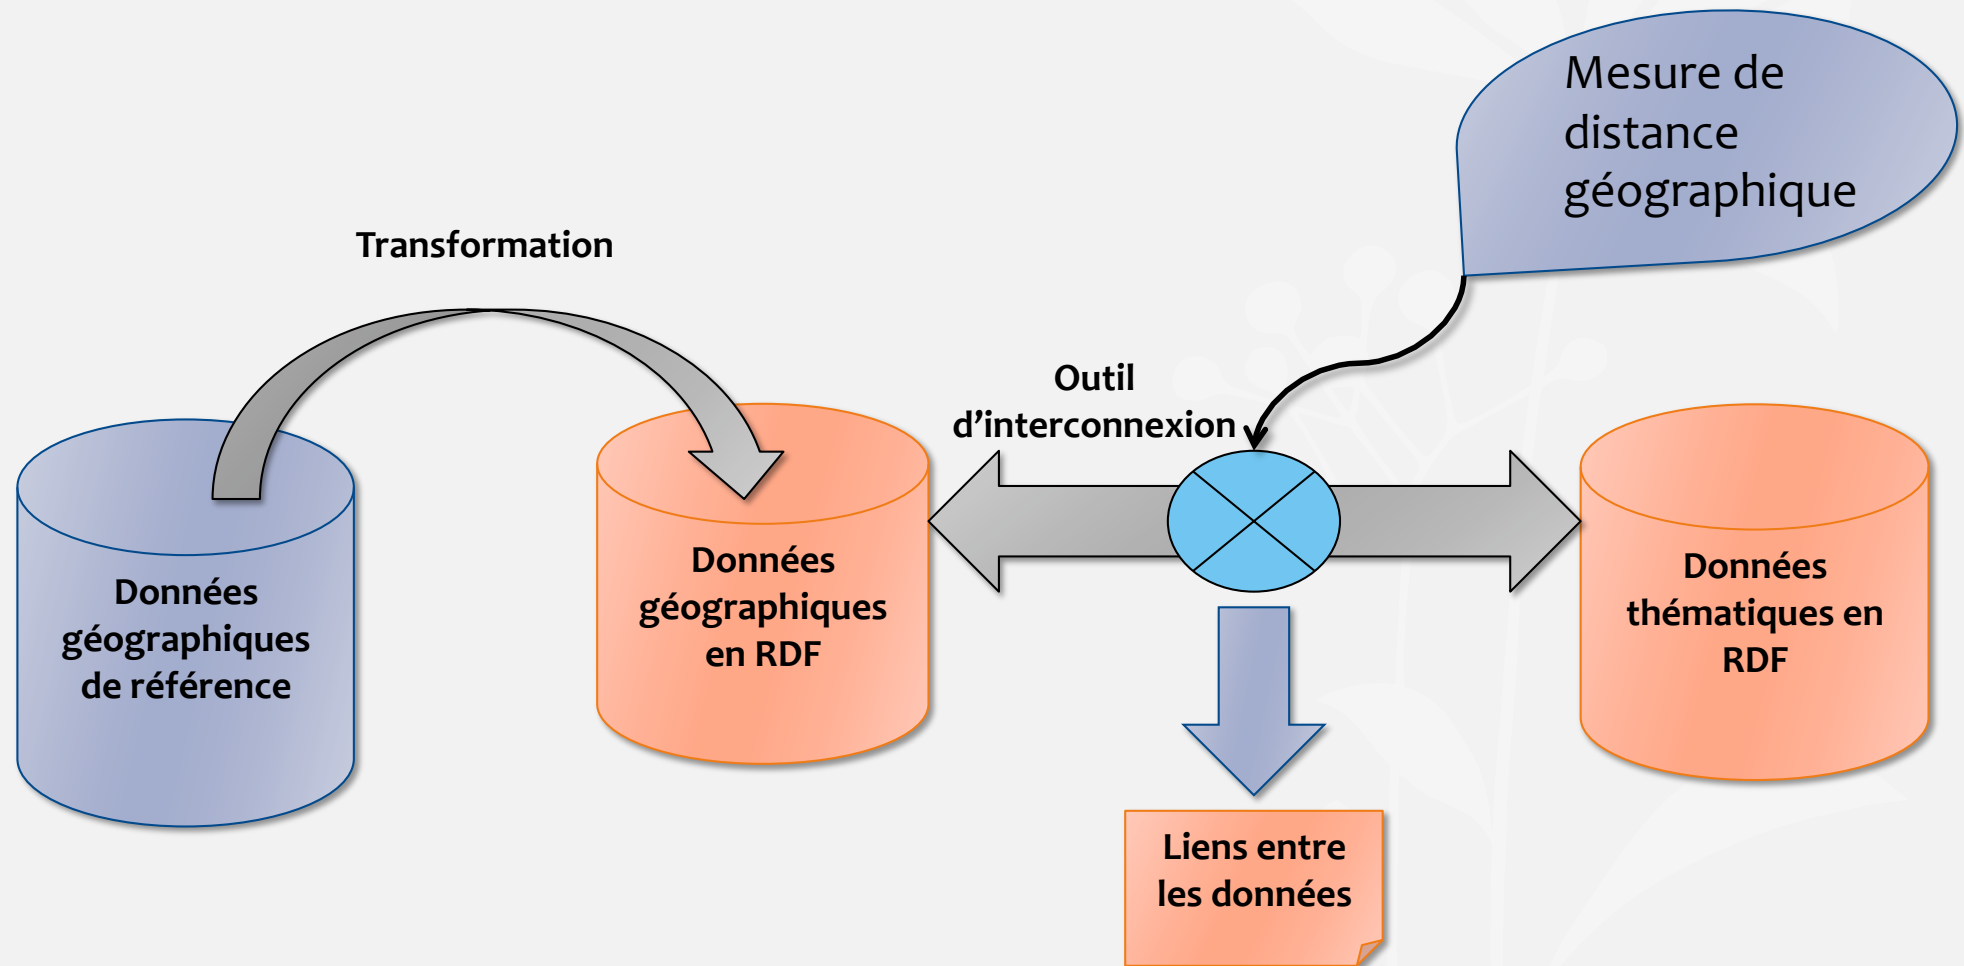 Mesure de
distance
géographique
Transformation
Outil
d’interconnexion
Données
géographiques
de référence
Données
géographiques
en RDF
Données
thématiques en
RDF
Liens entre
les données